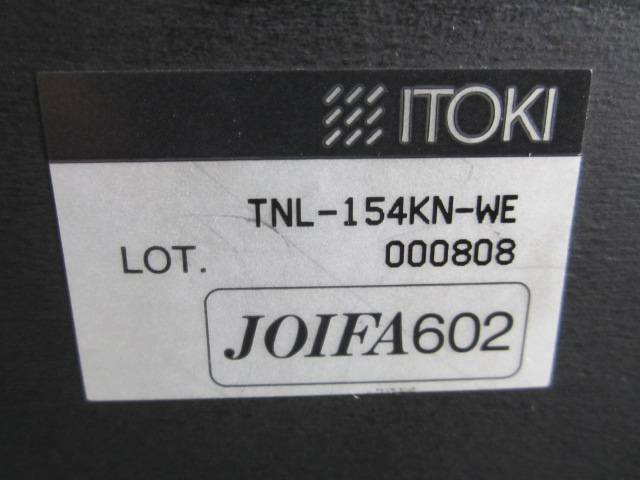 ITOKI
TNL-154KN-WE
LOT. 000808
JOIFA602